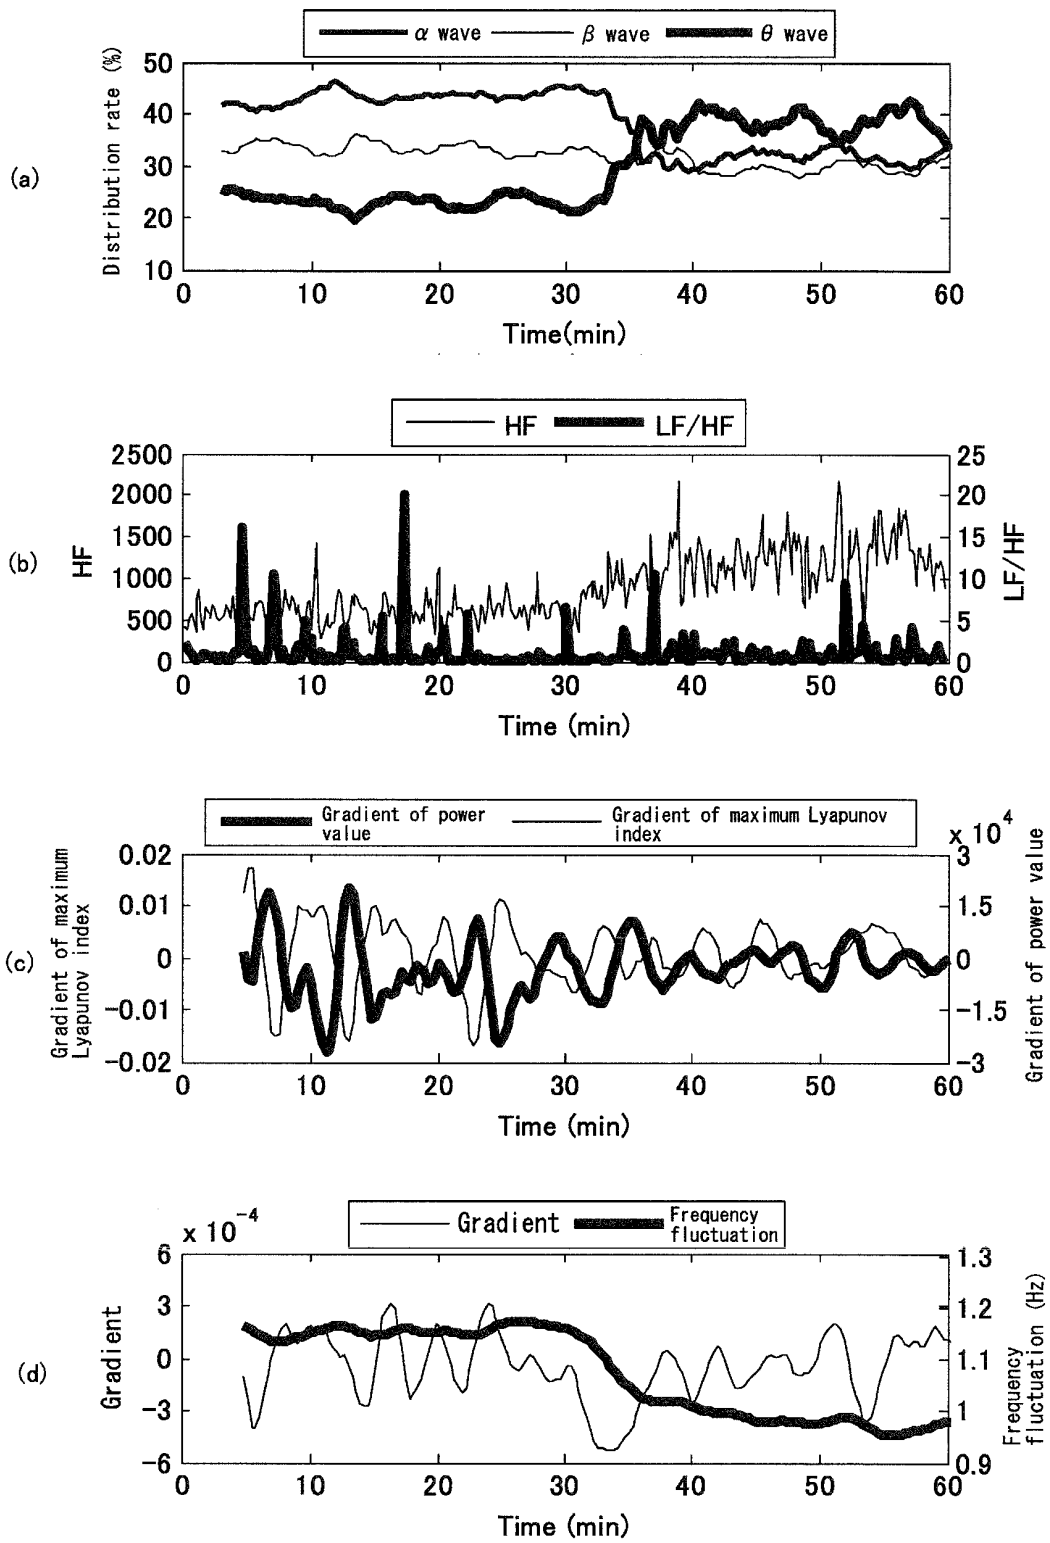 α wave β wave θ wave
Distribution rate (%)
50
40
30
20
10
0 10 20 30 40 50 60
Time(min)
(a)
HF LF/HF
HF
2500
2000
1500
1000
500
0
25
20
15
10
5
0
LF/HF
0 10 20 30 40 50 60
Time (min)
(b)
Gradient of power
value
Gradient of maximum Lyapunov
index
x 10^4
Gradient of maximum
Lyapunov index
0.02
0.01
0
-0.01
-0.02
3
1.5
0
-1.5
-3
Gradient of power value
0 10 20 30 40 50 60
Time (min)
(c)
x 10^-4
Gradient
Frequency
fluctuation
Gradient
6
3
0
-3
-6
1.3
1.2
1.1
1
0.9
Frequency
fluctuation (Hz)
0 10 20 30 40 50 60
Time (min)
(d)